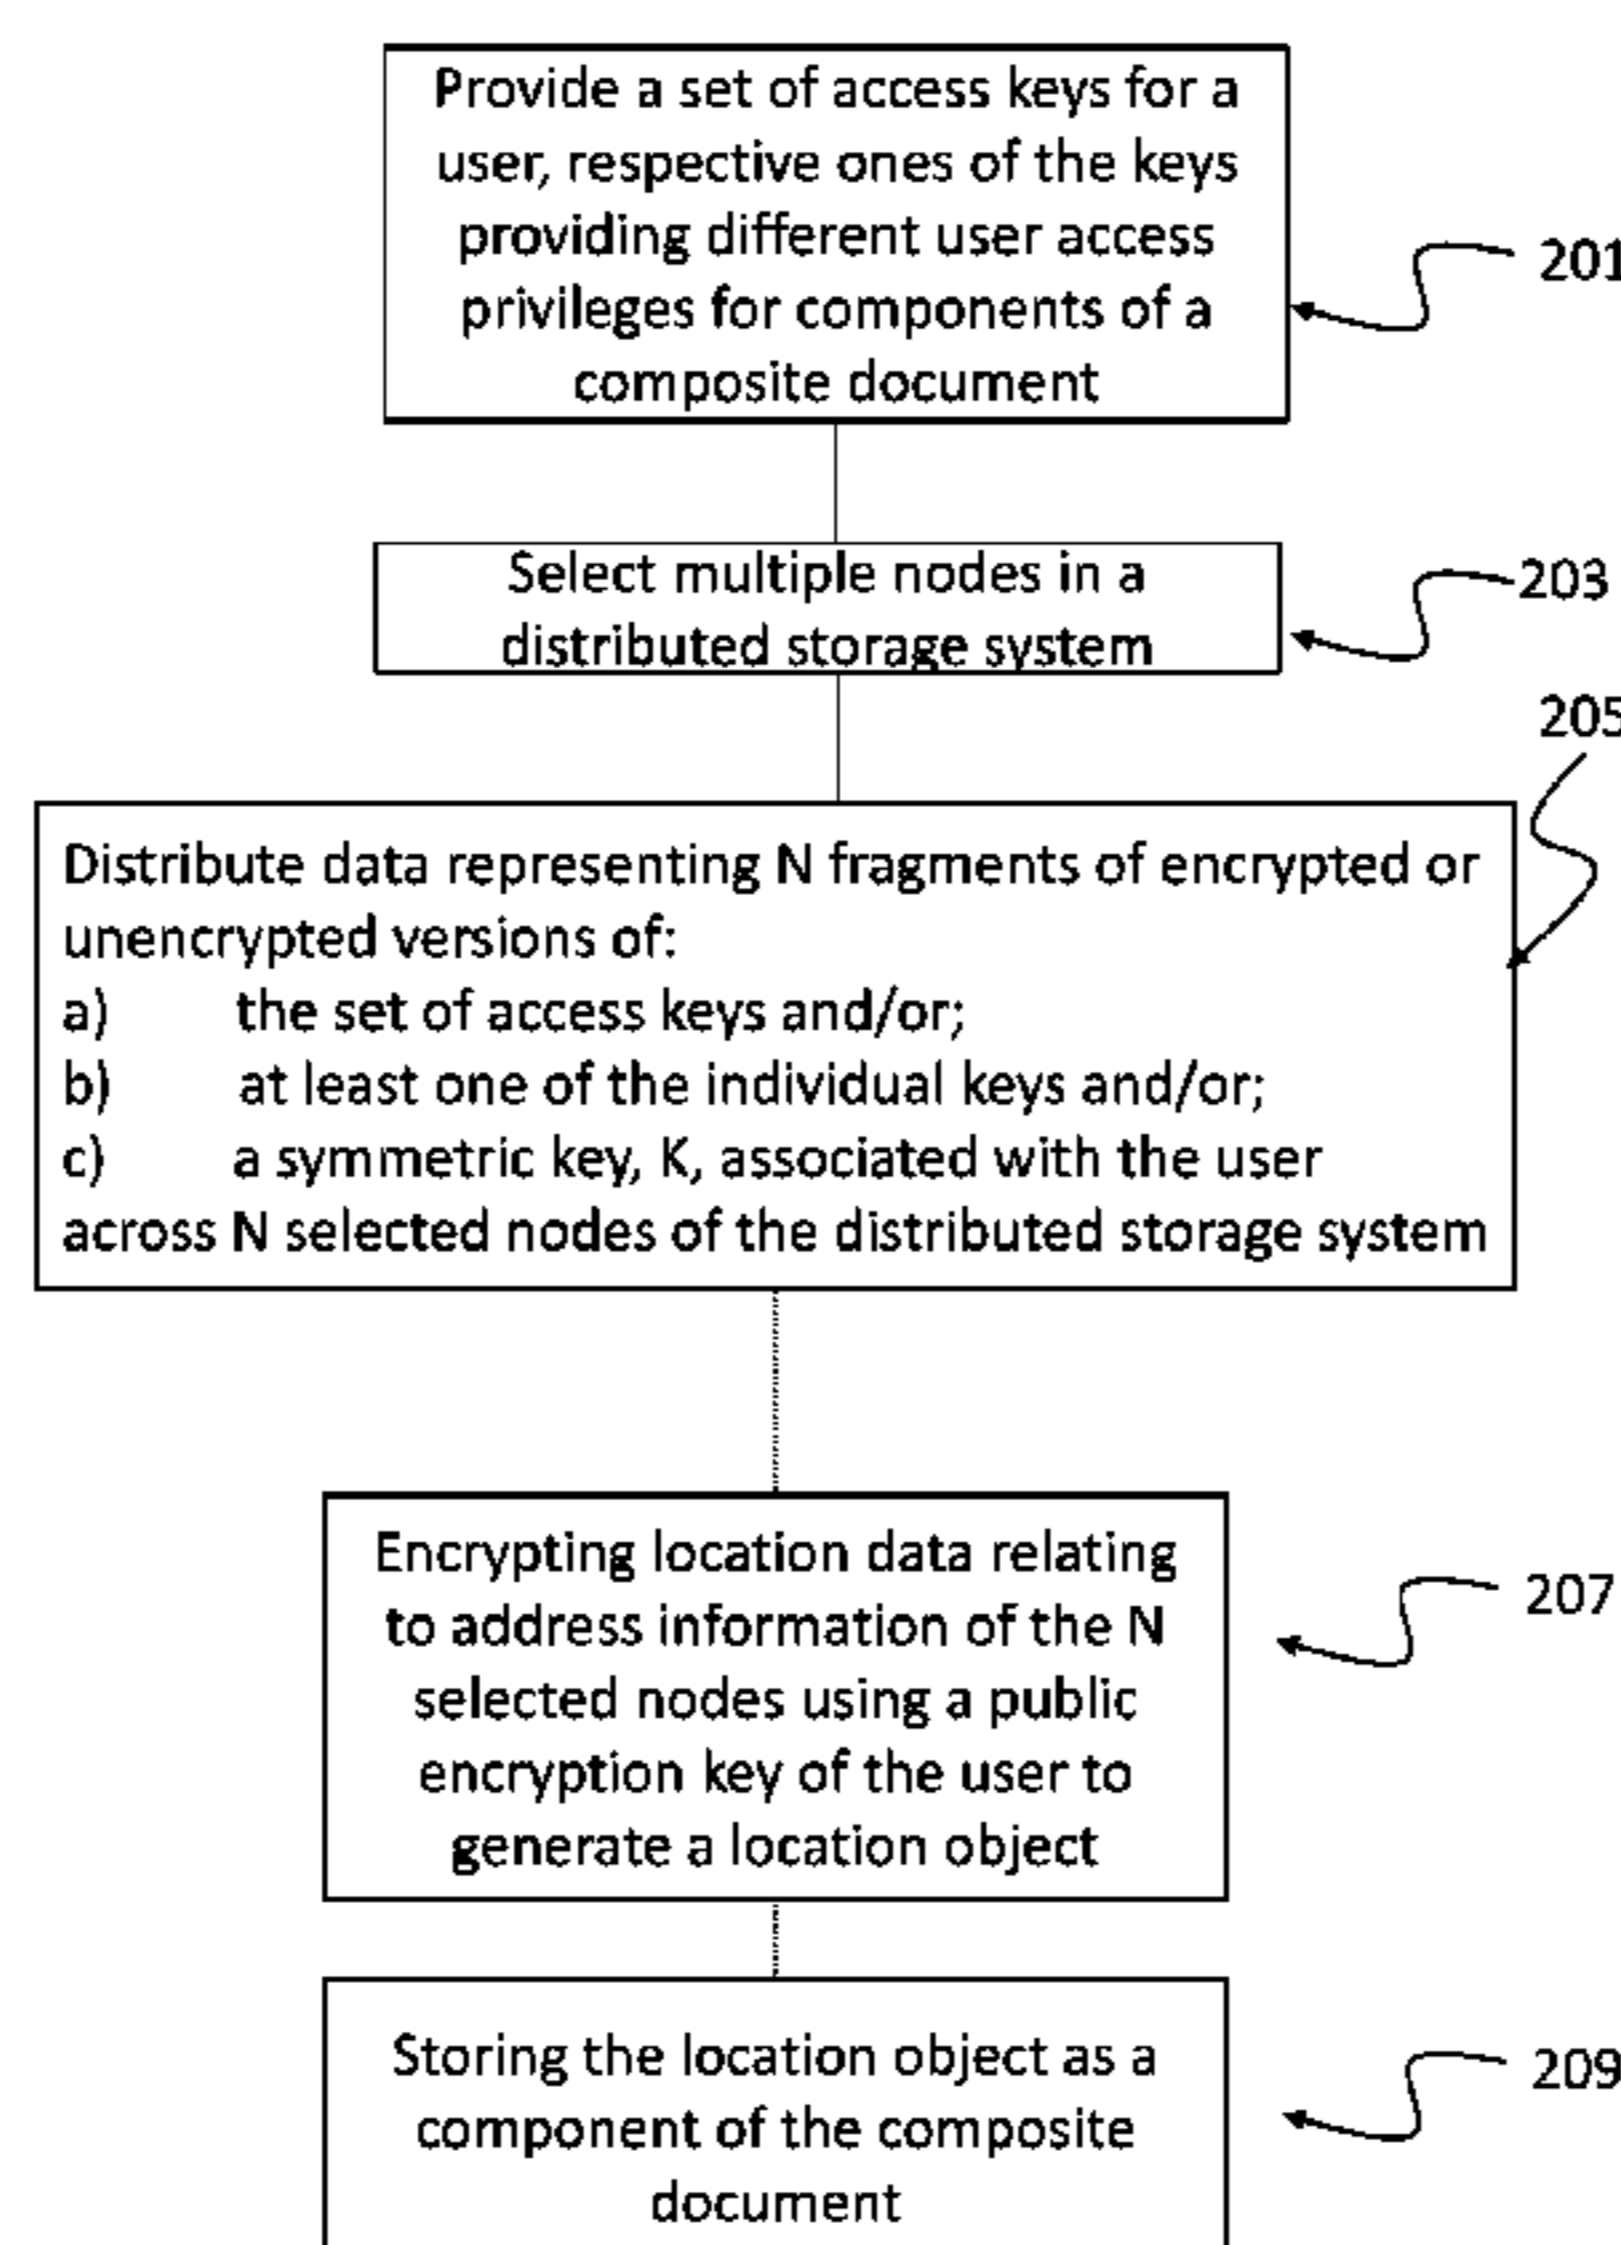 Provide a set of access keys for a
user, respective ones of the keys
providing different user access
privileges for components of a
composite document
201
Select multiple nodes in a
distributed storage system
203
205
Distribute data representing N fragments of encrypted or
unencrypted versions of:
a) the set of access keys and/or;
b) at least one of the individual keys and/or;
c) a symmetric key, K, associated with the user
across N selected nodes of the distributed storage system
Encrypting location data relating
to address information of the N
selected nodes using a public
encryption key of the user to
generate a location object
207
Storing the location object as a
component of the composite
document
209